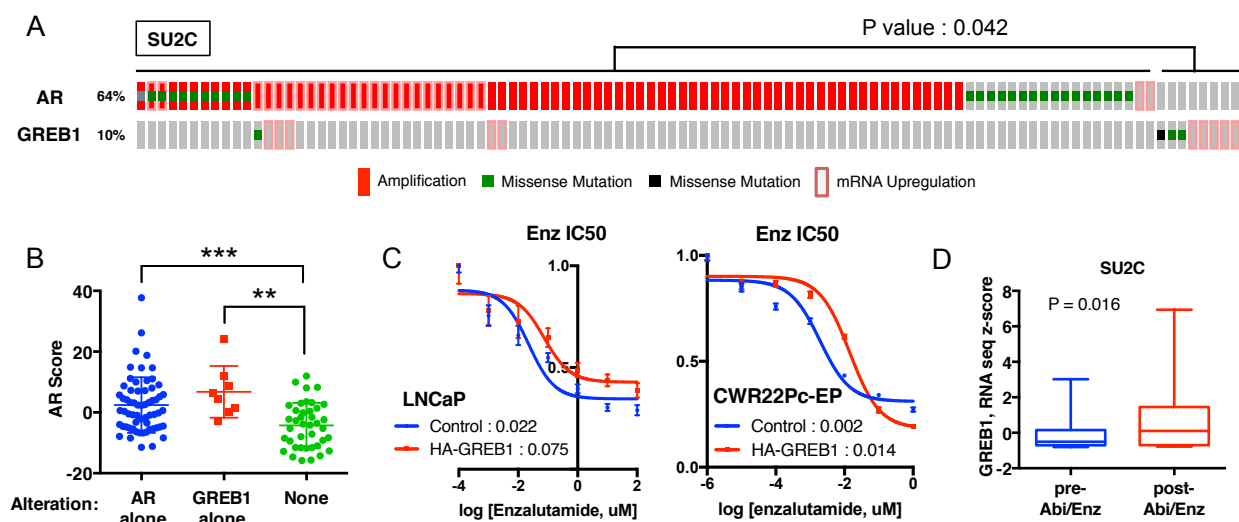 A
SU2C
P value : 0.042
AR 64%
GREB1 10%
Amplification Missense Mutation Missense Mutation mRNA Upregulation
B
***
**
AR Score
40
20
0
-20
Alteration: AR alone GREB1 alone None
C
Enz IC50
1.0
0.5
LNCaP
Control : 0.022
HA-GREB1 : 0.075
-4 -2 0 2
log [Enzalutamide, uM]
Enz IC50
1.0
0.5
0.0
CWR22Pc-EP
Control : 0.002
HA-GREB1 : 0.014
-6 -4 -2 0
log [enzalutamide, uM]
D
SU2C
P = 0.016
GREB1, RNA seq z-score
8
6
4
2
0
-2
pre-Abi/Enz
post-Abi/Enz